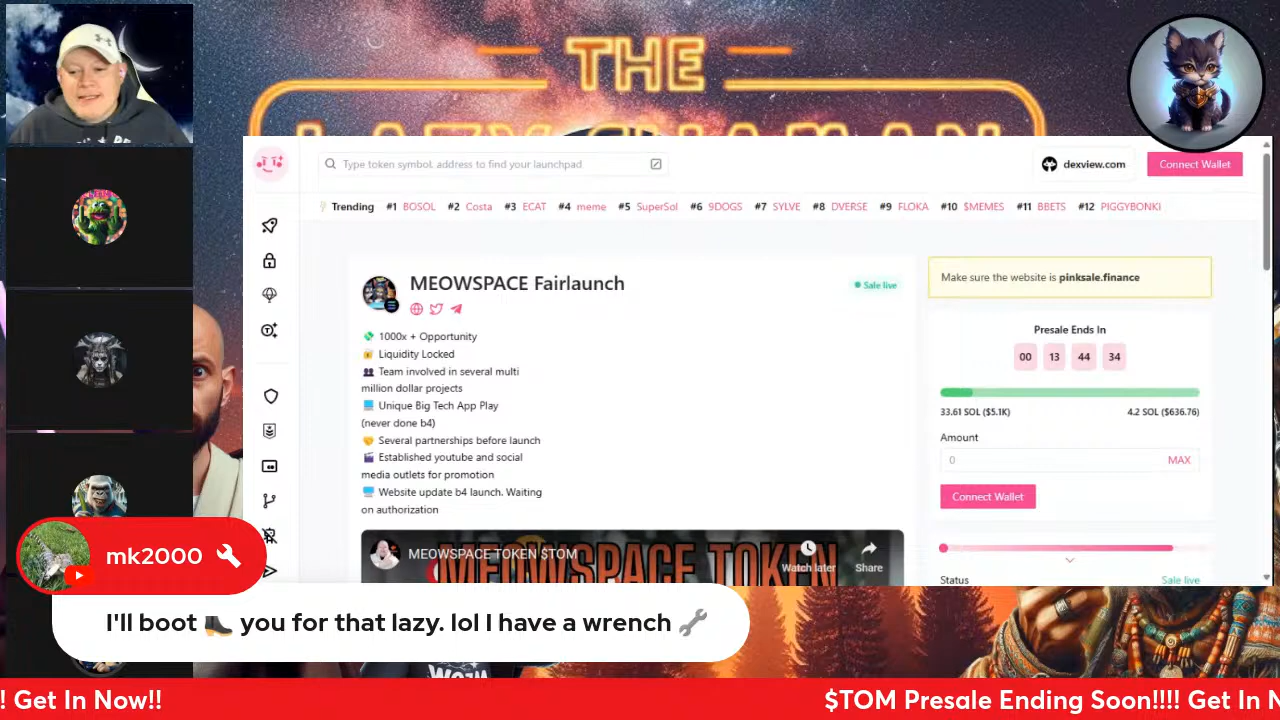 THE
LAZY SHAMAN
Type token symbol, address to find your launchpad
dexview.com
Connect Wallet
Trending #1 BOSOL #2 Costa #3 ECAT #4 meme #5 SuperSol #6 9DOGS #7 SYLVE #8 DVERSE #9 FLOKA #10 $MEMES #11 BBETS #12 PIGGYBONKI
MEOWSPACE Fairlaunch
Sale live
1000x + Opportunity
Liquidity Locked
Team involved in several multi
million dollar projects
Unique Big Tech App Play
(never done b4)
Several partnerships before launch
Established youtube and social
media outlets for promotion
Website update b4 launch. Waiting
on authorization
MEOWSPACE TOKEN $TOM
MEOWSPACE TOKEN
Watch later
Share
Make sure the website is pinksale.finance
Presale Ends In
00 13 44 34
33.61 SOL ($5.1K) 4.2 SOL ($636.76)
Amount
0 MAX
Connect Wallet
Status Sale live
mk2000
I'll boot 👢 you for that lazy. lol I have a wrench 🔧
! Get In Now!! $TOM Presale Ending Soon!!!! Get In N